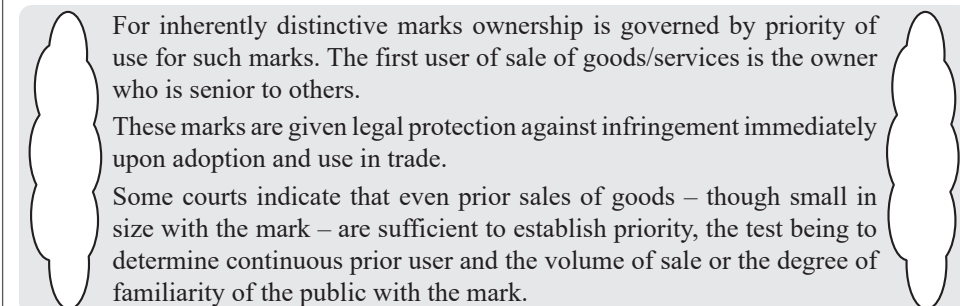 For inherently distinctive marks ownership is governed by priority of
use for such marks. The first user of sale of goods/services is the owner
who is senior to others.
These marks are given legal protection against infringement immediately
upon adoption and use in trade.
Some courts indicate that even prior sales of goods – though small in
size with the mark – are sufficient to establish priority, the test being to
determine continuous prior user and the volume of sale or the degree of
familiarity of the public with the mark.